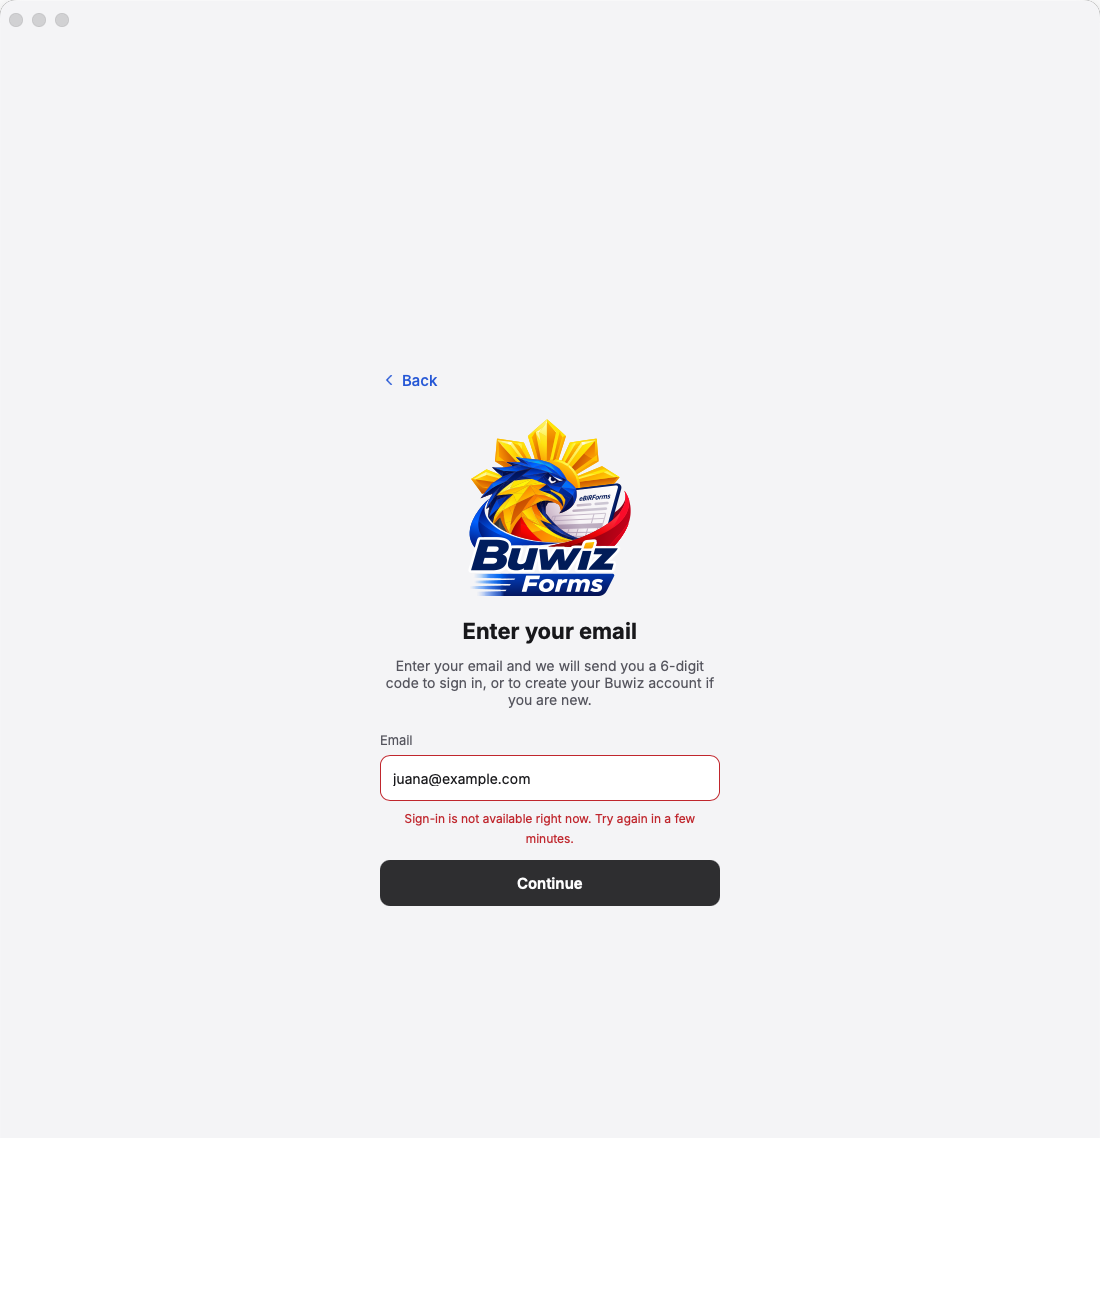 Back
eBIRForms
Buwiz
Forms
Enter your email
Enter your email and we will send you a 6-digit
code to sign in, or to create your Buwiz account if
you are new.
Email
juana@example.com
Sign-in is not available right now. Try again in a few
minutes.
Continue